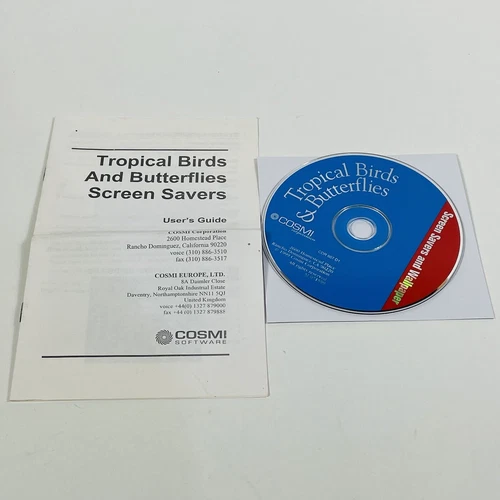 Tropical Birds
And Butterflies
Screen Savers
User's Guide
COSMI Corporation
2600 Homestead Place
Rancho Dominguez, California 90220
voice (310) 886-3510
fax (310) 886-3517
COSMI EUROPE, LTD.
8A Daimler Close
Royal Oak Industrial Estate
Daventry, Northamptonshire NN11 5QJ
United Kingdom
voice +44(0) 1327 879000
fax +44 (0) 1327 879888
COSMI
SOFTWARE
Tropical Birds
& Butterflies
COSMI
Screen Savers and Wallpaper